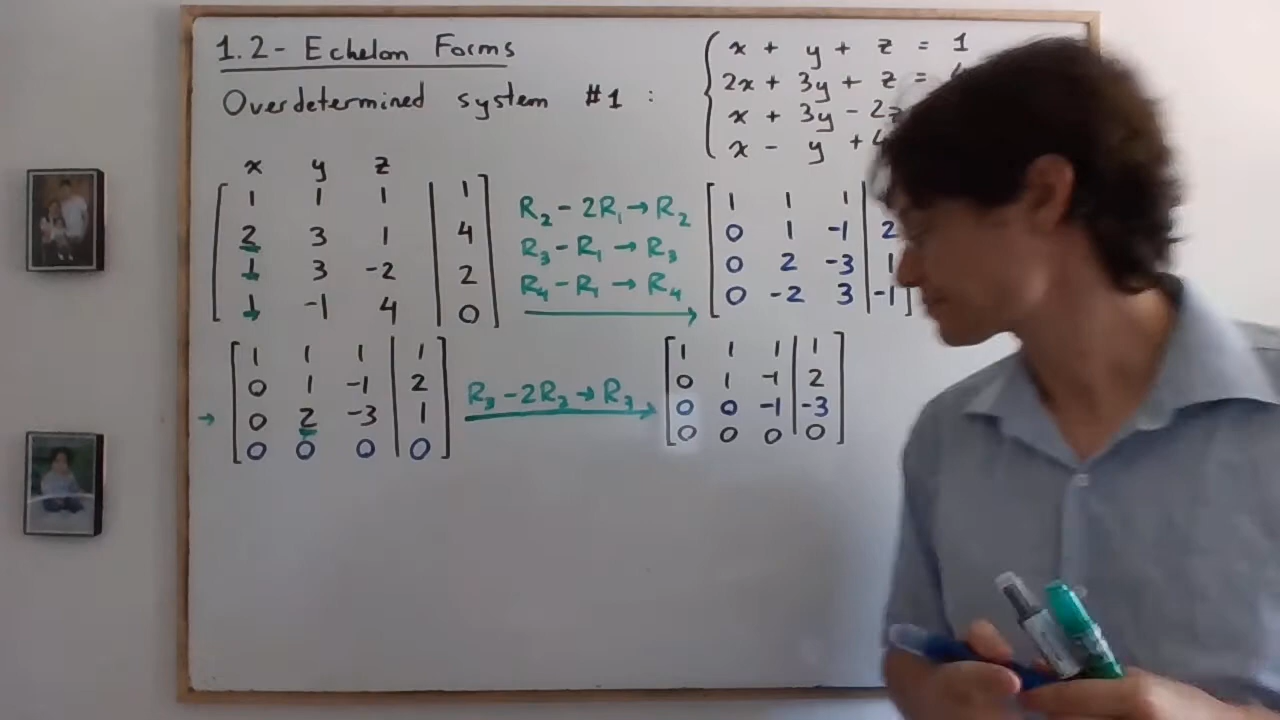 1.2 - Echelon Forms
Overdetermined system #1 :
x + y + z = 1
2x + 3y + z =
x + 3y - 2z
x - y +
x y z
1 1 1 | 1
2 3 1 | 4
1 3 -2 | 2
1 -1 4 | 0
R₂ - 2R₁ → R₂
R₃ - R₁ → R₃
R₄ - R₁ → R₄
1 1 1 |
0 1 -1 | 2
0 2 -3 | 1
0 -2 3 | -1
→
1 1 1 | 1
0 1 -1 | 2
0 2 -3 | 1
0 0 0 | 0
R₃ - 2R₂ → R₃
1 1 1 | 1
0 1 -1 | 2
0 0 -1 | -3
0 0 0 | 0